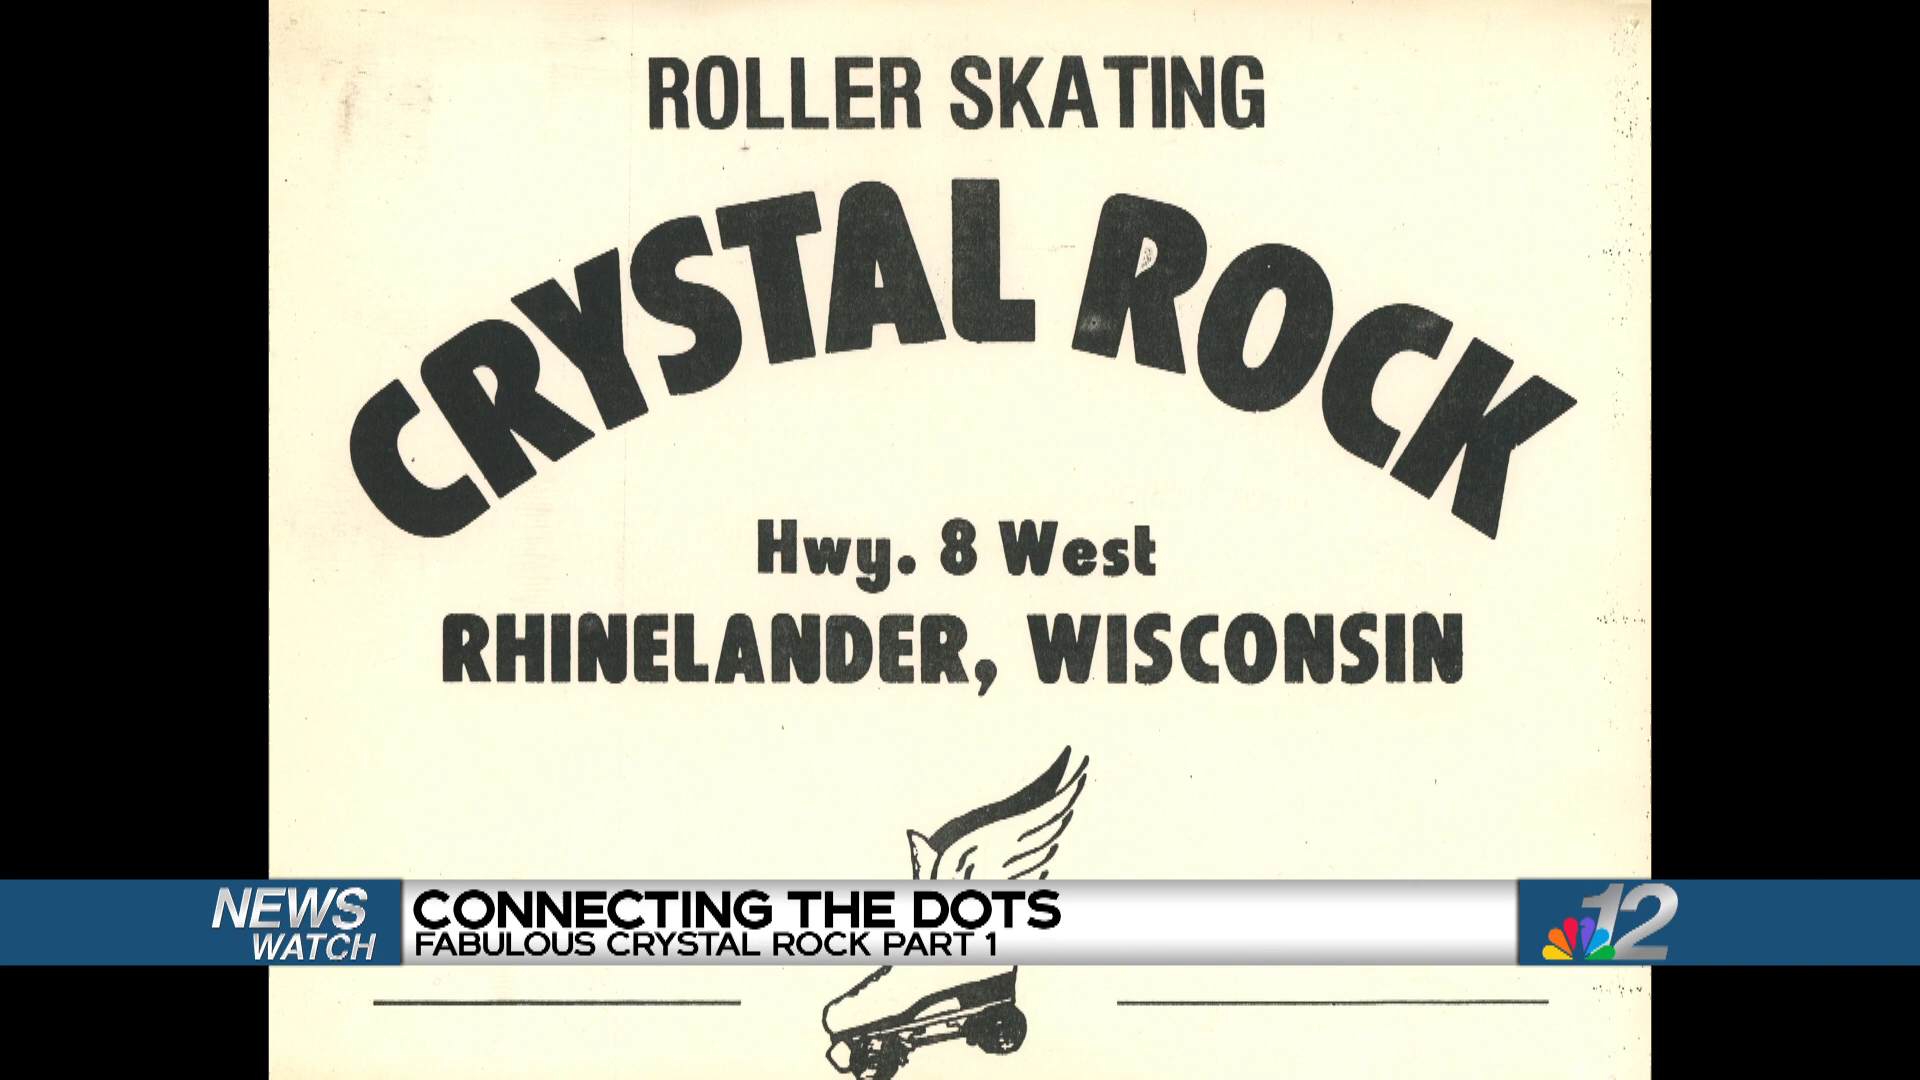 ROLLER SKATING
CRYSTAL ROCK
Hwy. 8 West
RHINELANDER, WISCONSIN
NEWS
WATCH
CONNECTING THE DOTS
FABULOUS CRYSTAL ROCK PART 1
12